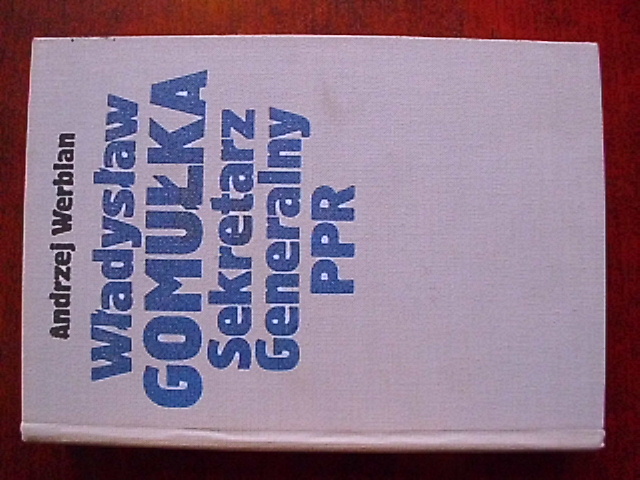 Andrzej Werblan
Władysław
GOMUŁKA
Sekretarz
Generalny
PPR